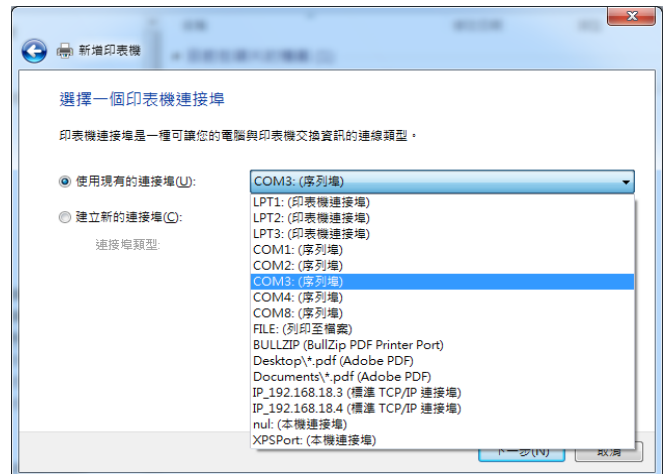 新增印表機
選擇一個印表機連接埠
印表機連接埠是一種可讓您的電腦與印表機交換資訊的連線類型。
使用現有的連接埠(U):
COM3: (序列埠)
LPT1: (印表機連接埠)
LPT2: (印表機連接埠)
LPT3: (印表機連接埠)
COM1: (序列埠)
COM2: (序列埠)
COM3: (序列埠)
COM4: (序列埠)
COM8: (序列埠)
FILE: (列印至檔案)
BULLZIP (BullZip PDF Printer Port)
Desktop\*.pdf (Adobe PDF)
Documents\*.pdf (Adobe PDF)
IP_192.168.18.3 (標準 TCP/IP 連接埠)
IP_192.168.18.4 (標準 TCP/IP 連接埠)
nul: (本機連接埠)
XPSPort: (本機連接埠)
建立新的連接埠(C):
連接埠類型:
下一步(N)
取消